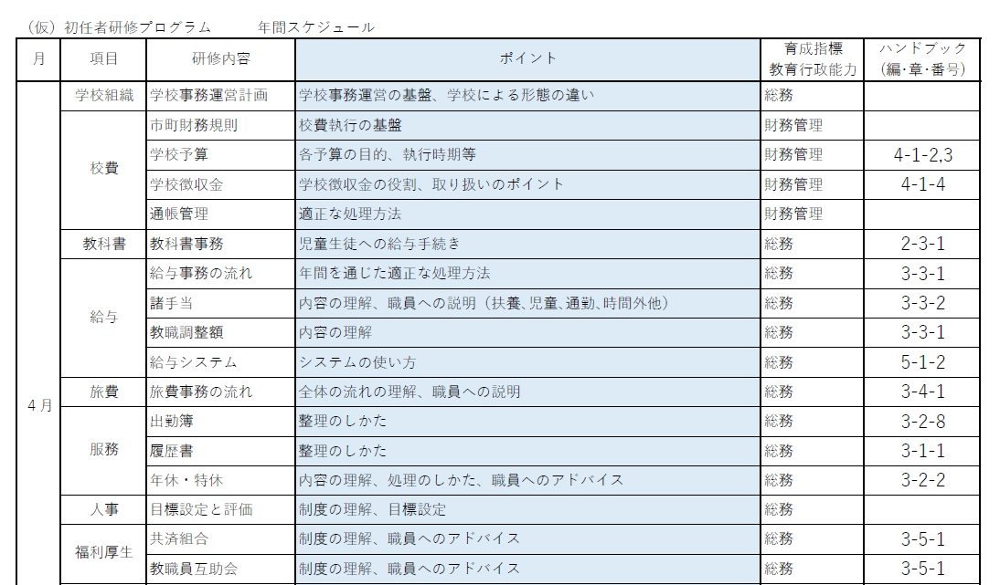 （仮）初任者研修プログラム　　　年間スケジュール
月　項目　研修内容　ポイント　育成指標 教育行政能力　ハンドブック （編･章･番号）
4月
学校組織　学校事務運営計画　学校事務運営の基盤、学校による形態の違い　総務
校費　市町財務規則　校費執行の基盤　財務管理
学校予算　各予算の目的、執行時期等　財務管理　4-1-2,3
学校徴収金　学校徴収金の役割、取り扱いのポイント　財務管理　4-1-4
通帳管理　適正な処理方法　財務管理
教科書　教科書事務　児童生徒への給与手続き　総務　2-3-1
給与　給与事務の流れ　年間を通じた適正な処理方法　総務　3-3-1
諸手当　内容の理解、職員への説明（扶養､児童､通勤､時間外他）　総務　3-3-2
教職調整額　内容の理解　総務　3-3-1
給与システム　システムの使い方　総務　5-1-2
旅費　旅費事務の流れ　全体の流れの理解、職員への説明　総務　3-4-1
服務　出勤簿　整理のしかた　総務　3-2-8
履歴書　整理のしかた　総務　3-1-1
年休・特休　内容の理解、処理のしかた、職員へのアドバイス　総務　3-2-2
人事　目標設定と評価　制度の理解、目標設定　総務
福利厚生　共済組合　制度の理解、職員へのアドバイス　総務　3-5-1
教職員互助会　制度の理解、職員へのアドバイス　総務　3-5-1